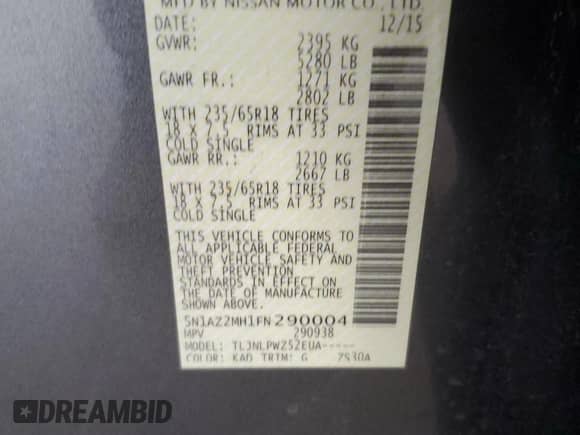 MFD BY NISSAN MOTOR CO., LTD.
DATE: 12/15
GVWR: 2395 KG
5280 LB
GAWR FR.: 1271 KG
2802 LB
WITH 235/65R18 TIRES
18 X 7.5 RIMS AT 33 PSI
COLD SINGLE
GAWR RR.: 1210 KG
2667 LB
WITH 235/65R18 TIRES
18 X 7.5 RIMS AT 33 PSI
COLD SINGLE
THIS VEHICLE CONFORMS TO
ALL APPLICABLE FEDERAL
MOTOR VEHICLE SAFETY AND
THEFT PREVENTION
STANDARDS IN EFFECT ON
THE DATE OF MANUFACTURE
SHOWN ABOVE.
5N1AZ2MH1FN290004
MPV 290938
MODEL: TLJNLPWZ52EUA-----
COLOR: KAD TRIM: G 7S30A
DREAMBID